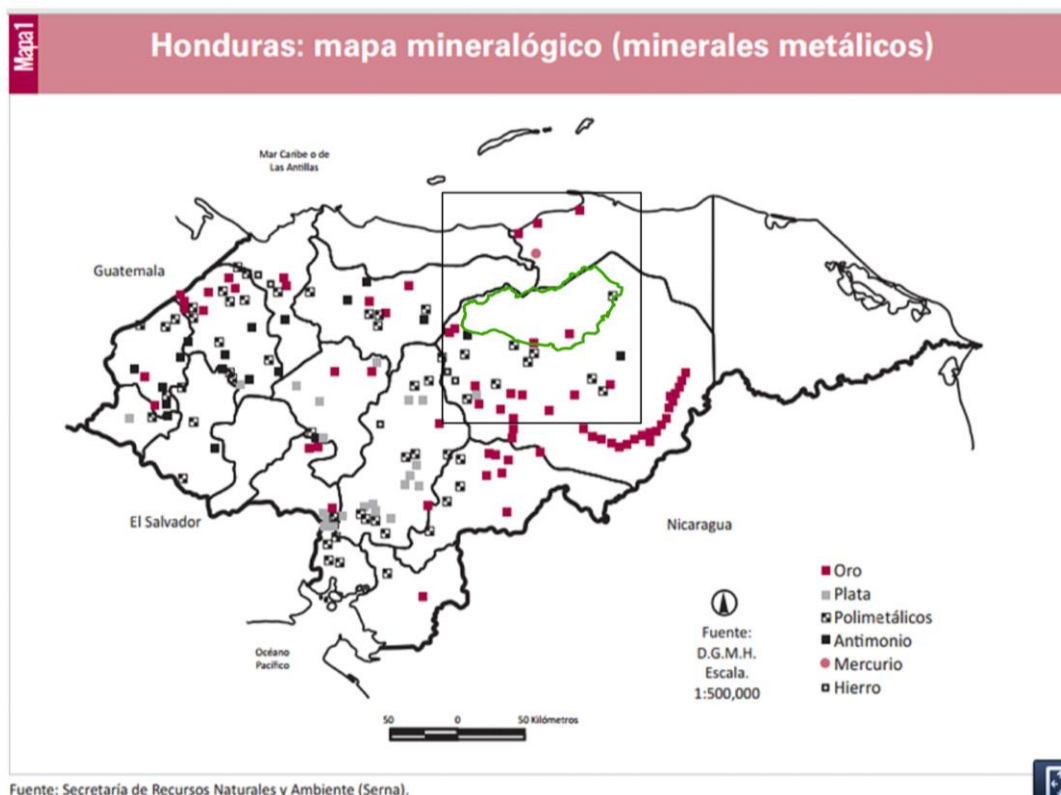 Mapa1
Honduras: mapa mineralógico (minerales metálicos)
Mar Caribe o de
Las Antillas
Guatemala
El Salvador
Nicaragua
Océano
Pacífico
Fuente:
D.G.M.H.
Escala.
1:500,000
Oro
Plata
Polimetálicos
Antimonio
Mercurio
Hierro
50 0 50 Kilómetros
Fuente: Secretaría de Recursos Naturales y Ambiente (Serna).